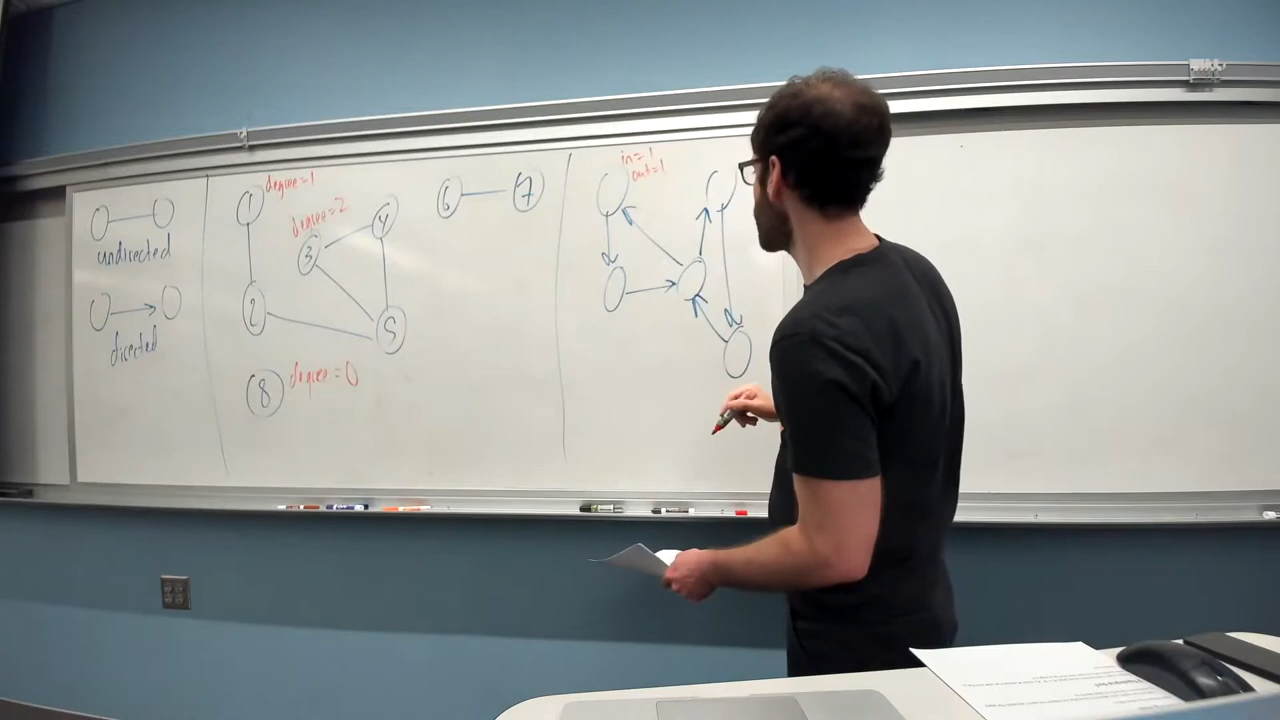 undirected
directed
1
degree=1
degree=2
3
4
2
5
8
degree=0
6
7
in=1
out=1